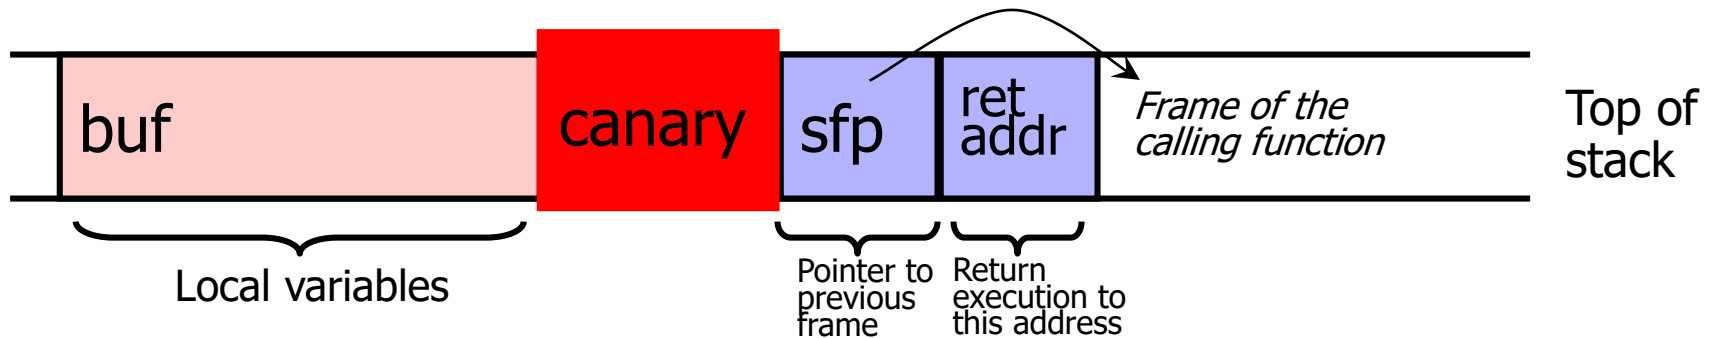 buf
canary
sfp
ret
addr
Frame of the
calling function
Top of
stack
Local variables
Pointer to
previous
frame
Return
execution to
this address